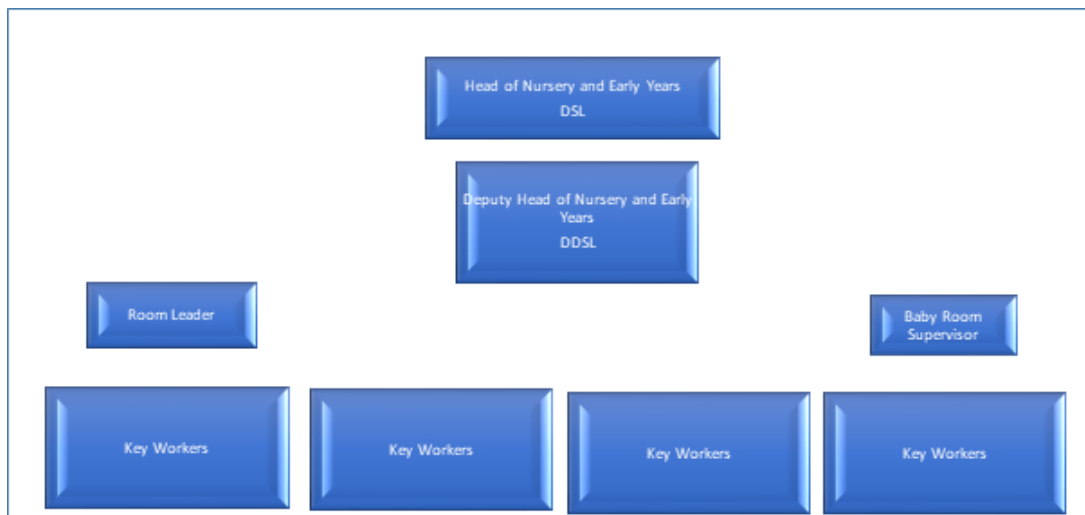 Head of Nursery and Early Years
DSL
Deputy Head of Nursery and Early
Years
DDSL
Room Leader
Baby Room
Supervisor
Key Workers
Key Workers
Key Workers
Key Workers